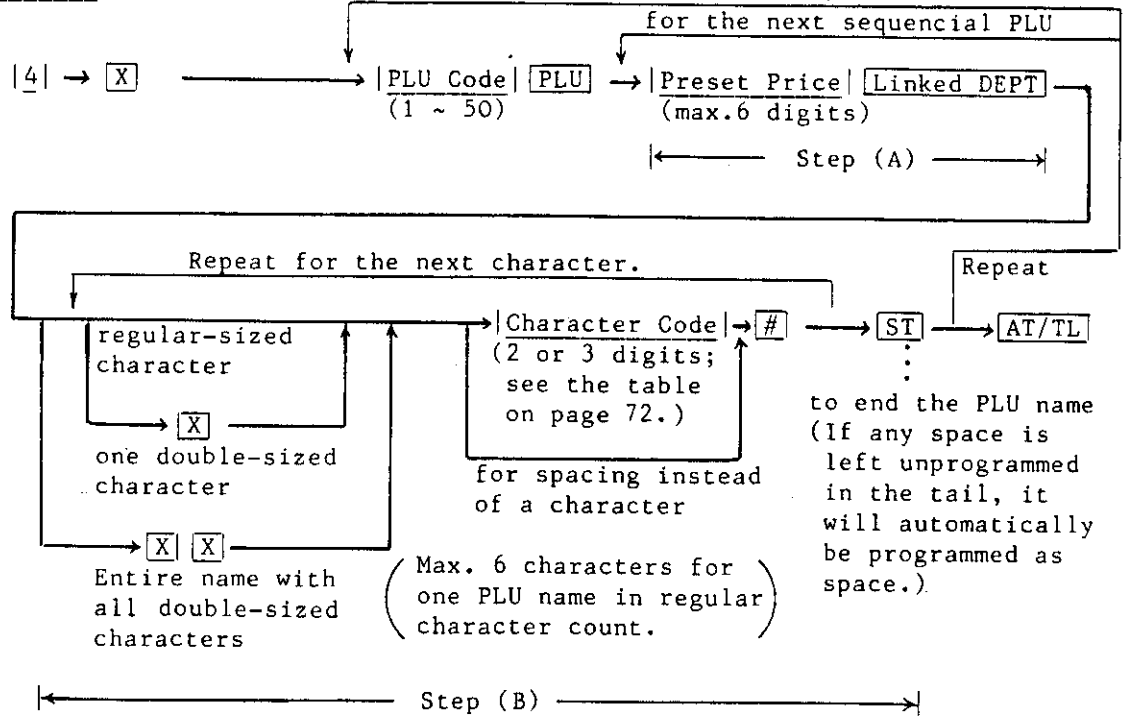 for the next sequencial PLU
|4| → X → |PLU Code| PLU → |Preset Price| Linked DEPT
(1 ~ 50) (max.6 digits)
Step (A)
Repeat for the next character.
Repeat
|Character Code| → # → ST → AT/TL
regular-sized
character
(2 or 3 digits;
see the table
on page 72.)
X
one double-sized
character
for spacing instead
of a character
to end the PLU name
(If any space is
left unprogrammed
in the tail, it
will automatically
be programmed as
space.)
X X
Entire name with
all double-sized
characters
(Max. 6 characters for
one PLU name in regular
character count.)
Step (B)